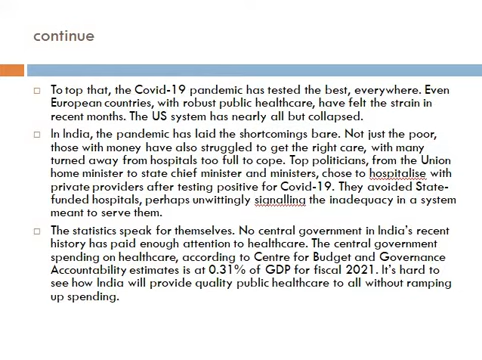 continue
To top that, the Covid-19 pandemic has tested the best, everywhere. Even
European countries, with robust public healthcare, have felt the strain in
recent months. The US system has nearly all but collapsed.
In India, the pandemic has laid the shortcomings bare. Not just the poor,
those with money have also struggled to get the right care, with many
turned away from hospitals too full to cope. Top politicians, from the Union
home minister to state chief minister and ministers, chose to hospitalise with
private providers after testing positive for Covid-19. They avoided State-
funded hospitals, perhaps unwittingly signalling the inadequacy in a system
meant to serve them.
The statistics speak for themselves. No central government in India's recent
history has paid enough attention to healthcare. The central government
spending on healthcare, according to Centre for Budget and Governance
Accountability estimates is at 0.31% of GDP for fiscal 2021. It's hard to
see how India will provide quality public healthcare to all without ramping
up spending.